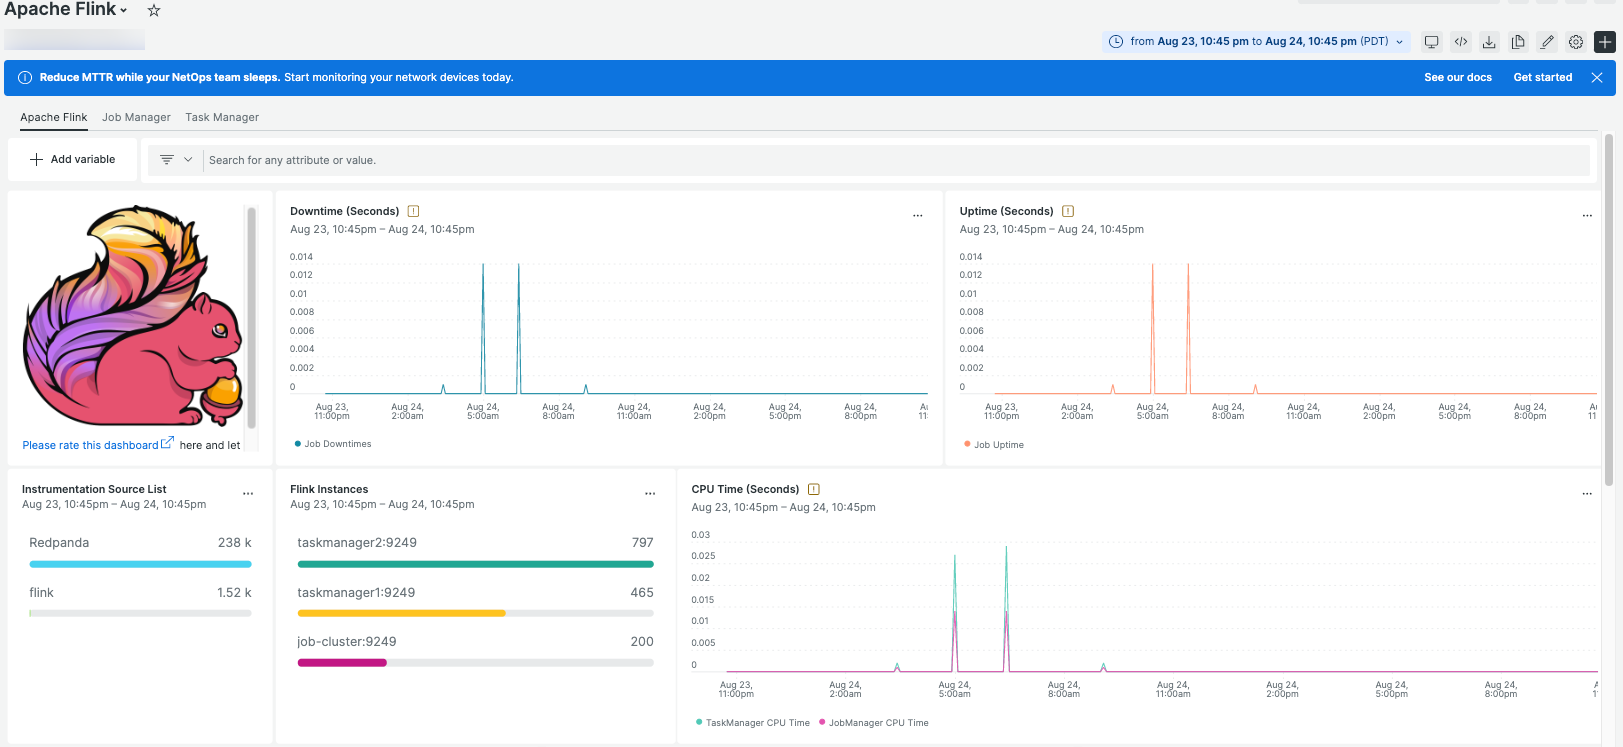 Apache Flink
from Aug 23, 10:45 pm to Aug 24, 10:45 pm (PDT)
Reduce MTTR while your NetOps team sleeps. Start monitoring your network devices today.
See our docs
Get started
Apache Flink
Job Manager
Task Manager
Add variable
Search for any attribute or value.
Please rate this dashboard here and let
Downtime (Seconds)
Aug 23, 10:45pm – Aug 24, 10:45pm
0.014
0.012
0.01
0.008
0.006
0.004
0.002
0
Aug 23, 11:00pm
Aug 24, 2:00am
Aug 24, 5:00am
Aug 24, 8:00am
Aug 24, 11:00am
Aug 24, 2:00pm
Aug 24, 5:00pm
Aug 24, 8:00pm
Job Downtimes
Uptime (Seconds)
Aug 23, 10:45pm – Aug 24, 10:45pm
0.014
0.012
0.01
0.008
0.006
0.004
0.002
0
Aug 23, 11:00pm
Aug 24, 2:00am
Aug 24, 5:00am
Aug 24, 8:00am
Aug 24, 11:00am
Aug 24, 2:00pm
Aug 24, 5:00pm
Aug 24, 8:00pm
Job Uptime
Instrumentation Source List
Aug 23, 10:45pm – Aug 24, 10:45pm
Redpanda 238 k
flink 1.52 k
Flink Instances
Aug 23, 10:45pm – Aug 24, 10:45pm
taskmanager2:9249 797
taskmanager1:9249 465
job-cluster:9249 200
CPU Time (Seconds)
Aug 23, 10:45pm – Aug 24, 10:45pm
0.03
0.025
0.02
0.015
0.01
0.005
0
Aug 23, 11:00pm
Aug 24, 2:00am
Aug 24, 5:00am
Aug 24, 8:00am
Aug 24, 11:00am
Aug 24, 2:00pm
Aug 24, 5:00pm
Aug 24, 8:00pm
TaskManager CPU Time
JobManager CPU Time